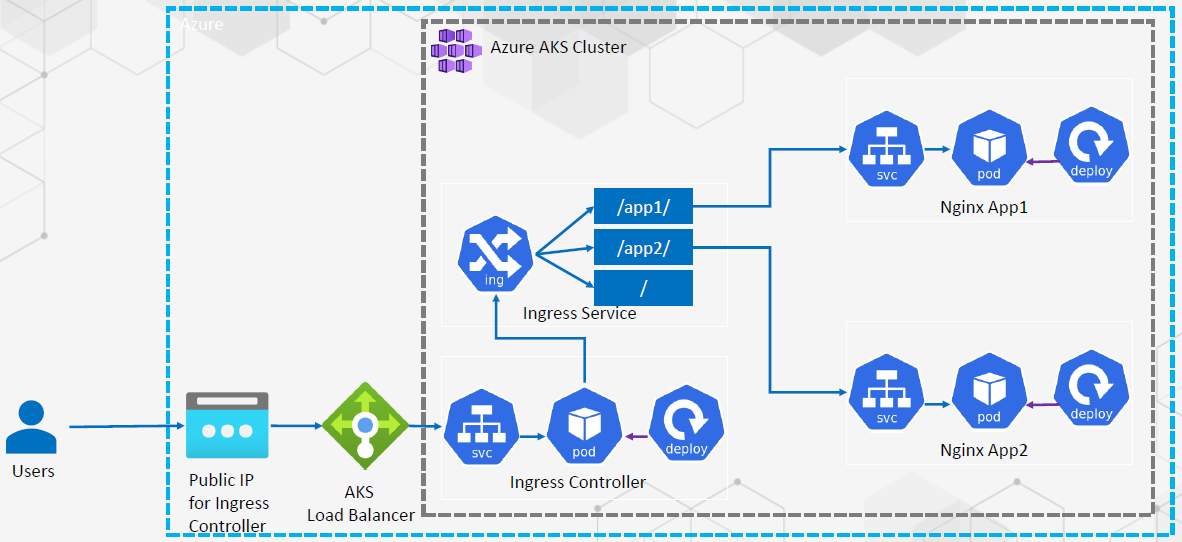 Azure
Azure AKS Cluster
svc
pod
deploy
Nginx App1
/app1/
/app2/
/
ing
Ingress Service
svc
pod
deploy
Nginx App2
svc
pod
deploy
Ingress Controller
Users
Public IP
for Ingress
Controller
AKS
Load Balancer